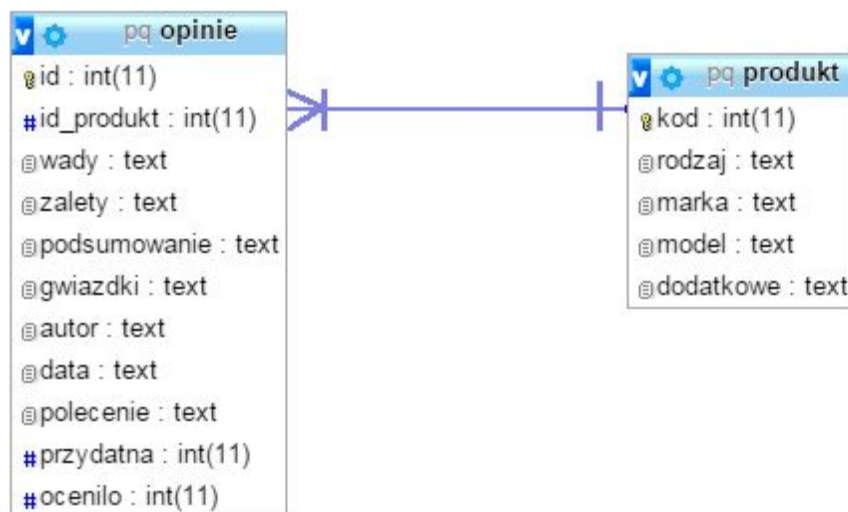 v pq opinie
id : int(11)
#id_produkt : int(11)
wady : text
zalety : text
podsumowanie : text
gwiazdki : text
autor : text
data : text
polecenie : text
#przydatna : int(11)
#ocenilo : int(11)
v pq produkt
kod : int(11)
rodzaj : text
marka : text
model : text
dodatkowe : text